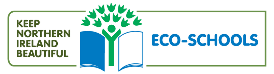 KEEP
NORTHERN
IRELAND
BEAUTIFUL
ECO-SCHOOLS